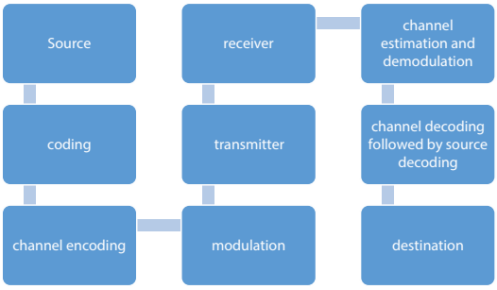 Source
coding
channel encoding
modulation
transmitter
receiver
channel
estimation and
demodulation
channel decoding
followed by source
decoding
destination